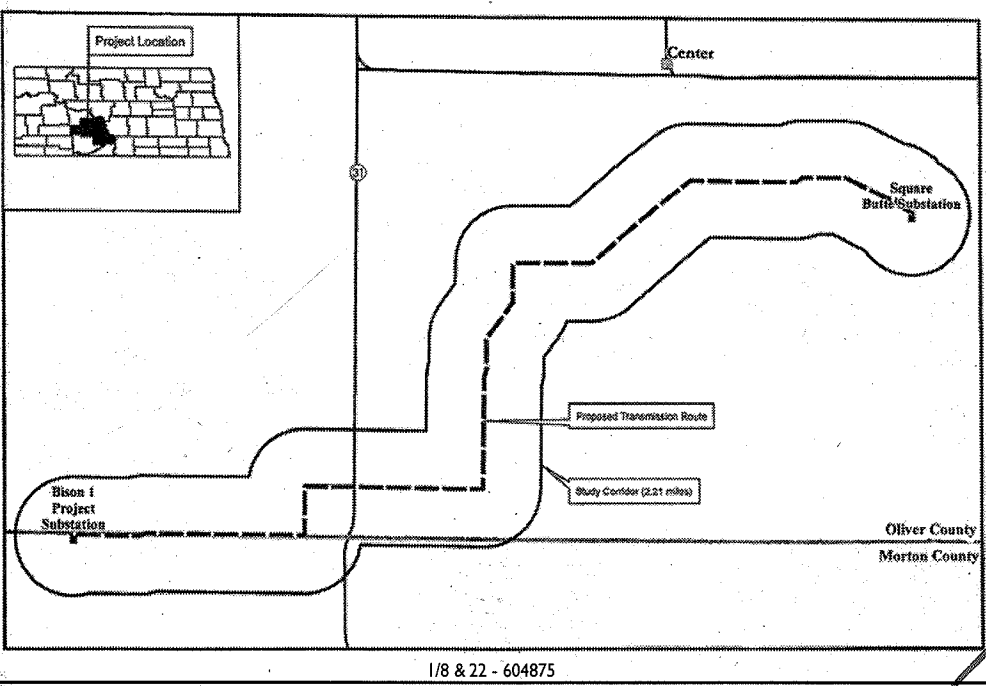 Project Location
Center
31
Square
Butte Substation
Proposed Transmission Route
Study Corridor (2.21 miles)
Bison 1
Project
Substation
Oliver County
Morton County
1/8 & 22 - 604875